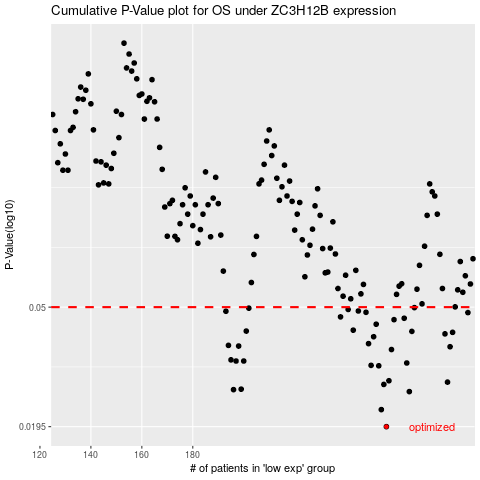 Cumulative P-Value plot for OS under ZC3H12B expression
P-Value(log10)
0.05
0.0195
optimized
120 140 160 180
# of patients in 'low exp' group